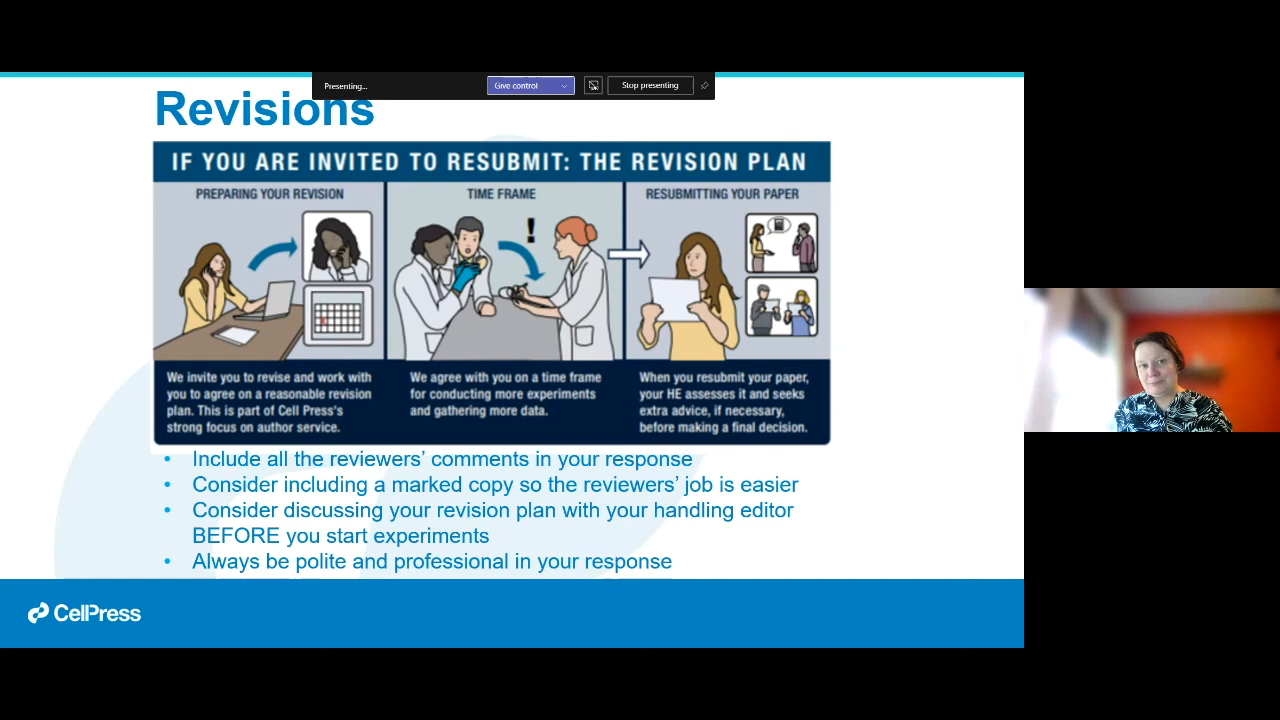 Presenting...
Give control
Stop presenting
Revisions
IF YOU ARE INVITED TO RESUBMIT: THE REVISION PLAN
PREPARING YOUR REVISION
We invite you to revise and work with
you to agree on a reasonable revision
plan. This is part of Cell Press's
strong focus on author service.
TIME FRAME
!
We agree with you on a time frame
for conducting more experiments
and gathering more data.
RESUBMITTING YOUR PAPER
When you resubmit your paper,
your HE assesses it and seeks
extra advice, if necessary,
before making a final decision.
• Include all the reviewers’ comments in your response
• Consider including a marked copy so the reviewers’ job is easier
• Consider discussing your revision plan with your handling editor
BEFORE you start experiments
• Always be polite and professional in your response
CellPress